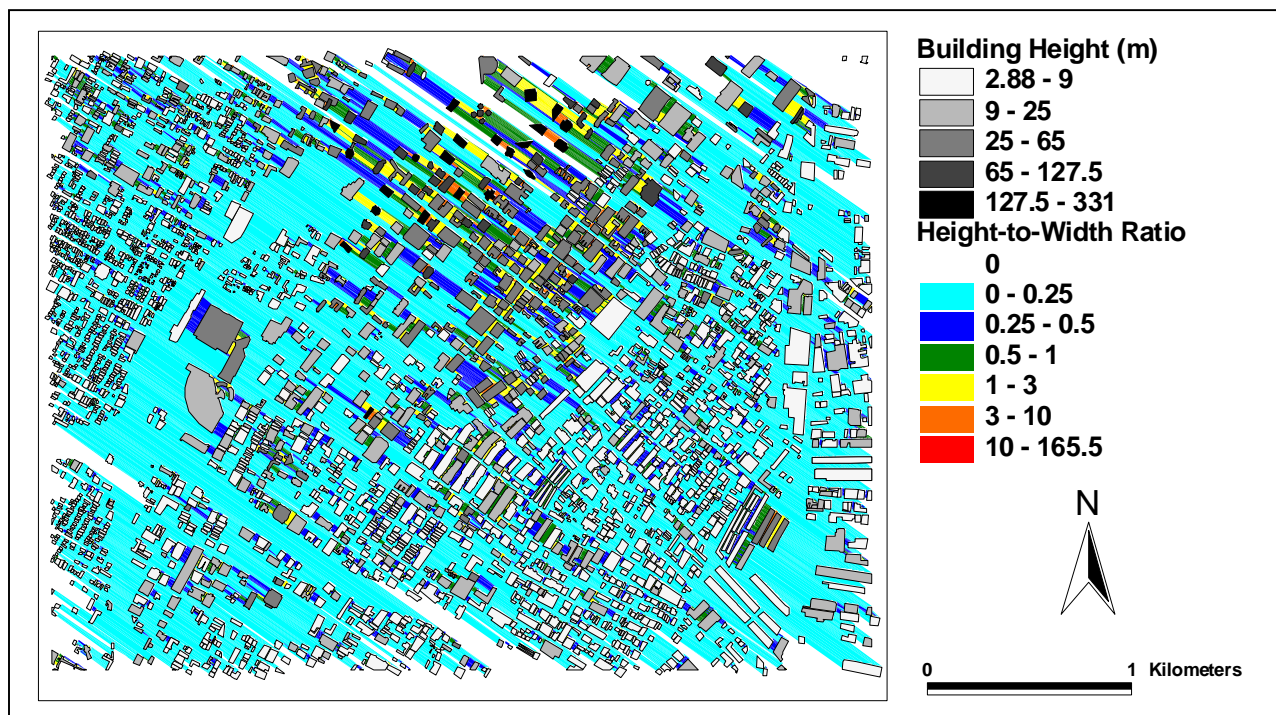 Building Height (m)
2.88 - 9
9 - 25
25 - 65
65 - 127.5
127.5 - 331
Height-to-Width Ratio
0
0 - 0.25
0.25 - 0.5
0.5 - 1
1 - 3
3 - 10
10 - 165.5
N
0 1 Kilometers